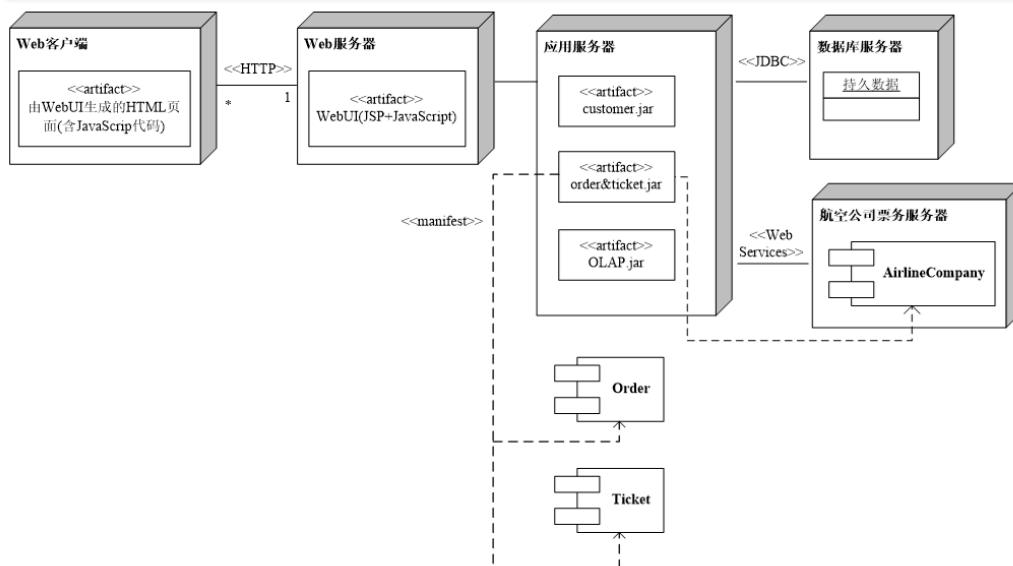 Web客户端
<<artifact>>
由WebUI生成的HTML页
面(含JavaScrip代码)
<<HTTP>>
*
1
Web服务器
<<artifact>>
WebUI(JSP+JavaScript)
应用服务器
<<artifact>>
customer.jar
<<artifact>>
order&ticket.jar
<<artifact>>
OLAP.jar
<<JDBC>>
数据库服务器
持久数据
<<Web
Services>>
航空公司票务服务器
AirlineCompany
<<manifest>>
Order
Ticket